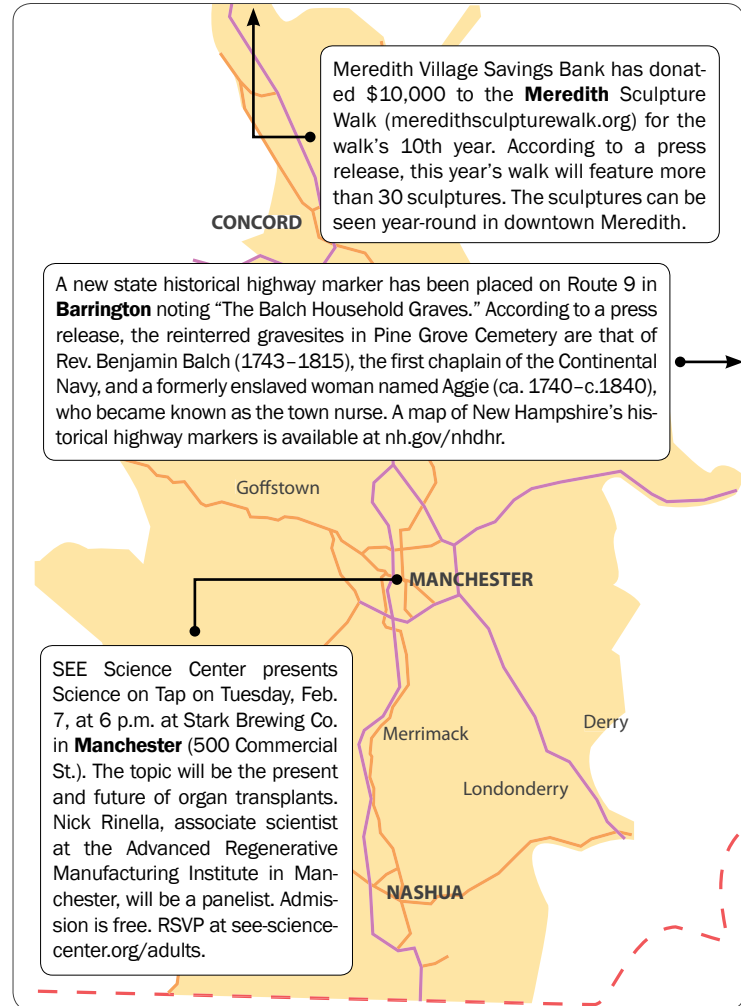 Meredith Village Savings Bank has donat-
ed $10,000 to the Meredith Sculpture
Walk (meredithsculpturewalk.org) for the
walk's 10th year. According to a press
release, this year's walk will feature more
than 30 sculptures. The sculptures can be
seen year-round in downtown Meredith.
CONCORD
A new state historical highway marker has been placed on Route 9 in
Barrington noting “The Balch Household Graves.” According to a press
release, the reinterred gravesites in Pine Grove Cemetery are that of
Rev. Benjamin Balch (1743–1815), the first chaplain of the Continental
Navy, and a formerly enslaved woman named Aggie (ca. 1740–c.1840),
who became known as the town nurse. A map of New Hampshire's his-
torical highway markers is available at nh.gov/nhdhr.
Goffstown
MANCHESTER
SEE Science Center presents
Science on Tap on Tuesday, Feb.
7, at 6 p.m. at Stark Brewing Co.
in Manchester (500 Commercial
St.). The topic will be the present
and future of organ transplants.
Nick Rinella, associate scientist
at the Advanced Regenerative
Manufacturing Institute in Man-
chester, will be a panelist. Admis-
sion is free. RSVP at see-science-
center.org/adults.
Merrimack
Derry
Londonderry
NASHUA